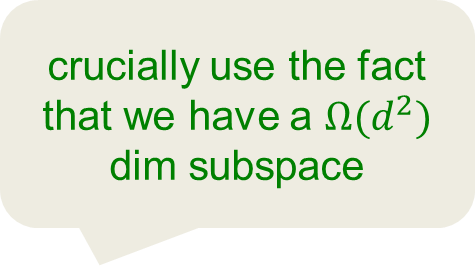 crucially use the fact
that we have a Ω(𝑑²)
dim subspace